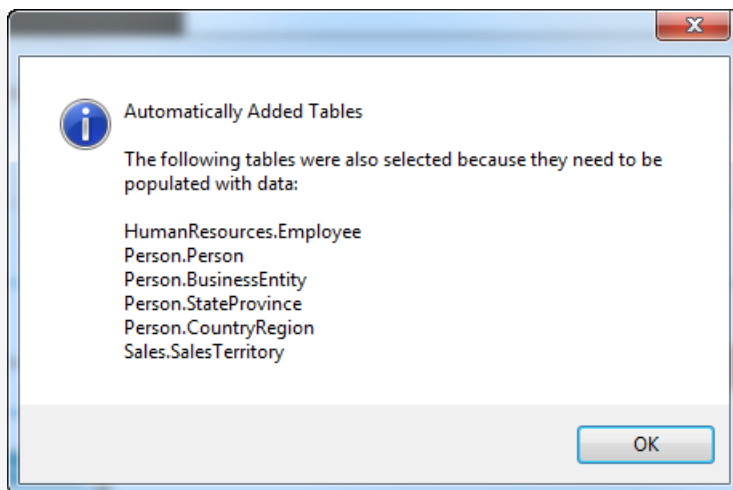 Automatically Added Tables
The following tables were also selected because they need to be
populated with data:
HumanResources.Employee
Person.Person
Person.BusinessEntity
Person.StateProvince
Person.CountryRegion
Sales.SalesTerritory
OK